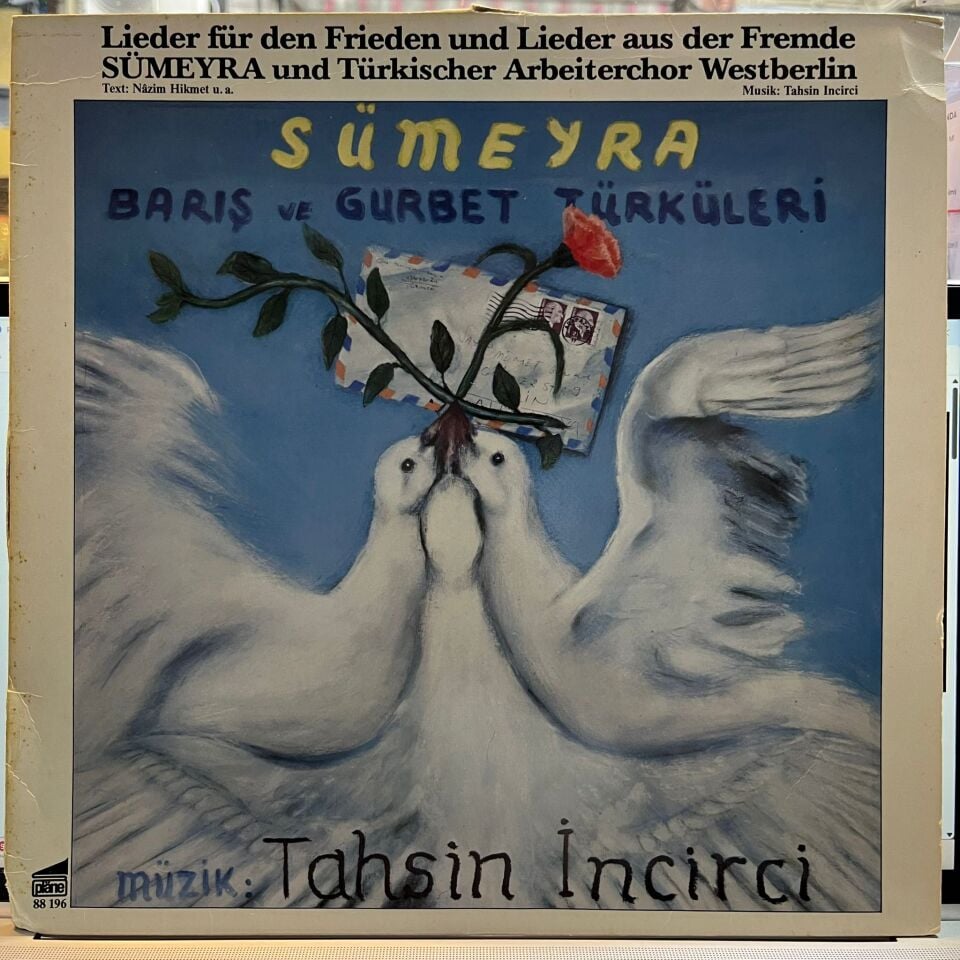 Lieder für den Frieden und Lieder aus der Fremde
SÜMEYRA und Türkischer Arbeiterchor Westberlin
Text: Nâzim Hikmet u. a.
Musik: Tahsin Incirci
SÜMEYRA
BARIŞ VE GURBET TÜRKÜLERİ
müzik: Tahsin İncirci
pläne
88 196